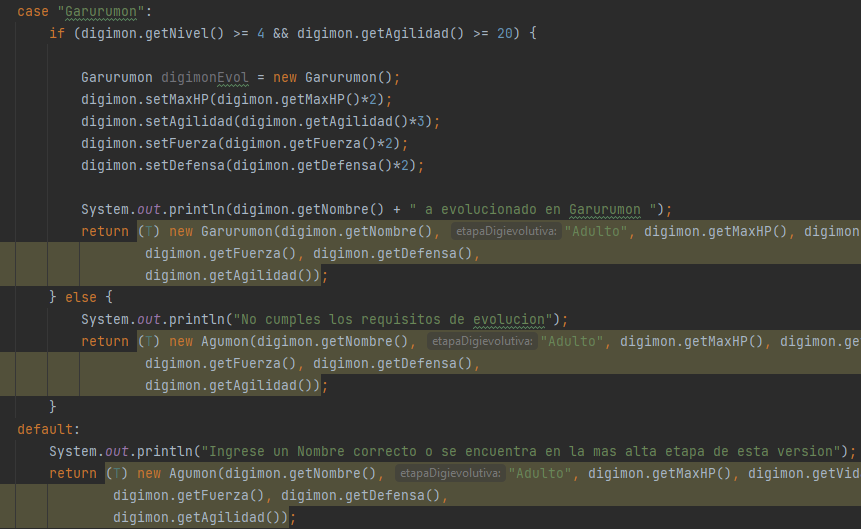 case "Garurumon":
if (digimon.getNivel() >= 4 && digimon.getAgilidad() >= 20) {
Garurumon digimonEvol = new Garurumon();
digimon.setMaxHP(digimon.getMaxHP()*2);
digimon.setAgilidad(digimon.getAgilidad()*3);
digimon.setFuerza(digimon.getFuerza()*2);
digimon.setDefensa(digimon.getDefensa()*2);
System.out.println(digimon.getNombre() + " a evolucionado en Garurumon ");
return (T) new Garurumon(digimon.getNombre(), etapaDigievolutiva: "Adulto", digimon.getMaxHP(), digimon
digimon.getFuerza(), digimon.getDefensa(),
digimon.getAgilidad());
} else {
System.out.println("No cumples los requisitos de evolucion");
return (T) new Agumon(digimon.getNombre(), etapaDigievolutiva: "Adulto", digimon.getMaxHP(), digimon.ge
digimon.getFuerza(), digimon.getDefensa(),
digimon.getAgilidad());
}
default:
System.out.println("Ingrese un Nombre correcto o se encuentra en la mas alta etapa de esta version");
return (T) new Agumon(digimon.getNombre(), etapaDigievolutiva: "Adulto", digimon.getMaxHP(), digimon.getVid
digimon.getFuerza(), digimon.getDefensa(),
digimon.getAgilidad());